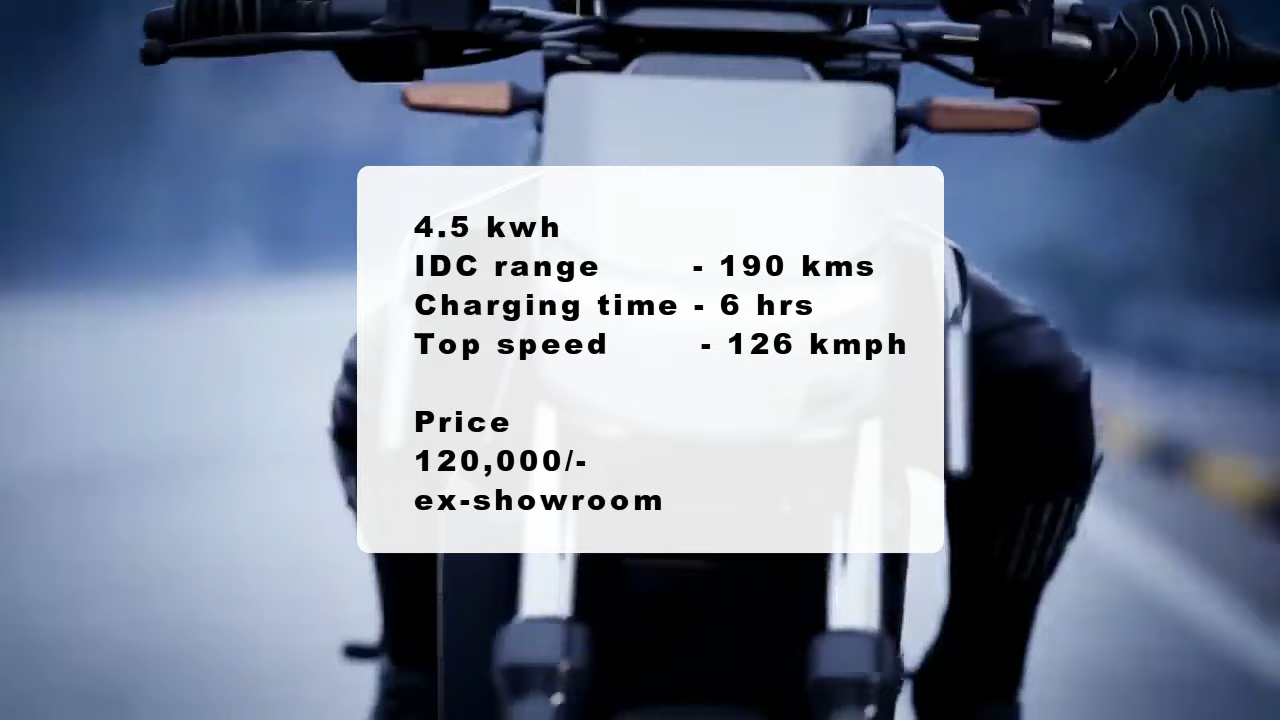 4.5 kwh
IDC range - 190 kms
Charging time - 6 hrs
Top speed - 126 kmph
Price
120,000/-
ex-showroom